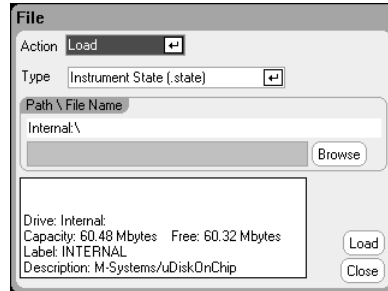 File
Action Load
Type Instrument State (.state)
Path \ File Name
Internal:\
Browse
Drive: Internal:
Capacity: 60.48 Mbytes Free: 60.32 Mbytes
Label: INTERNAL
Description: M-Systems/uDiskOnChip
Load
Close